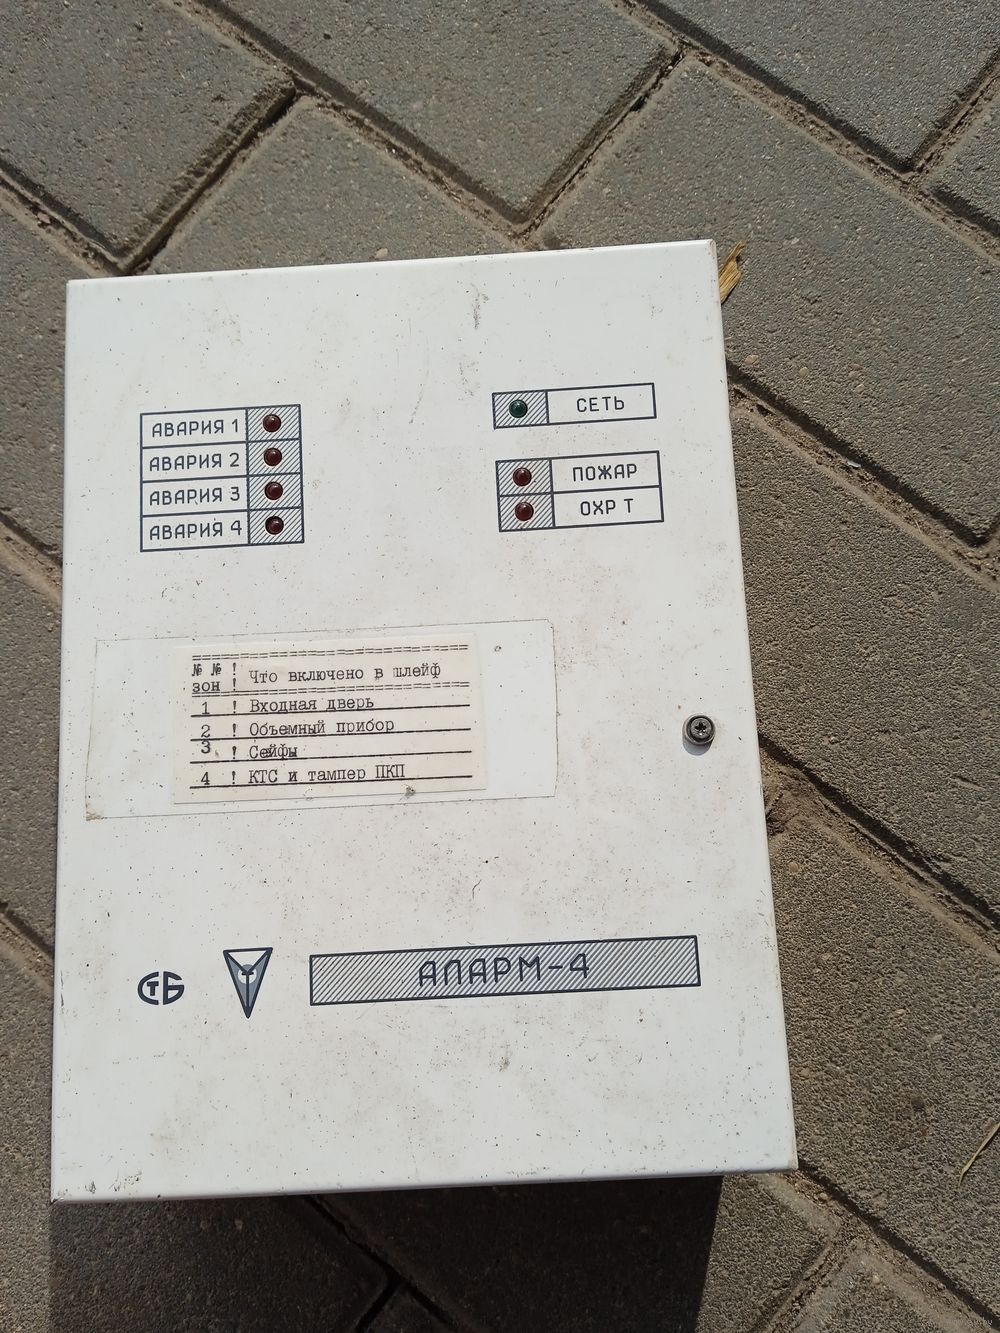 АВАРИЯ 1
АВАРИЯ 2
АВАРИЯ 3
АВАРИЯ 4
СЕТЬ
ПОЖАР
ОХР Т
№ № ! Что включено в шлейф
зон !
1 ! Входная дверь
2 ! Объемный прибор
3 ! Сейфы
4 ! КТС и тампер ПКП
СТБ
Т
АЛАРМ-4